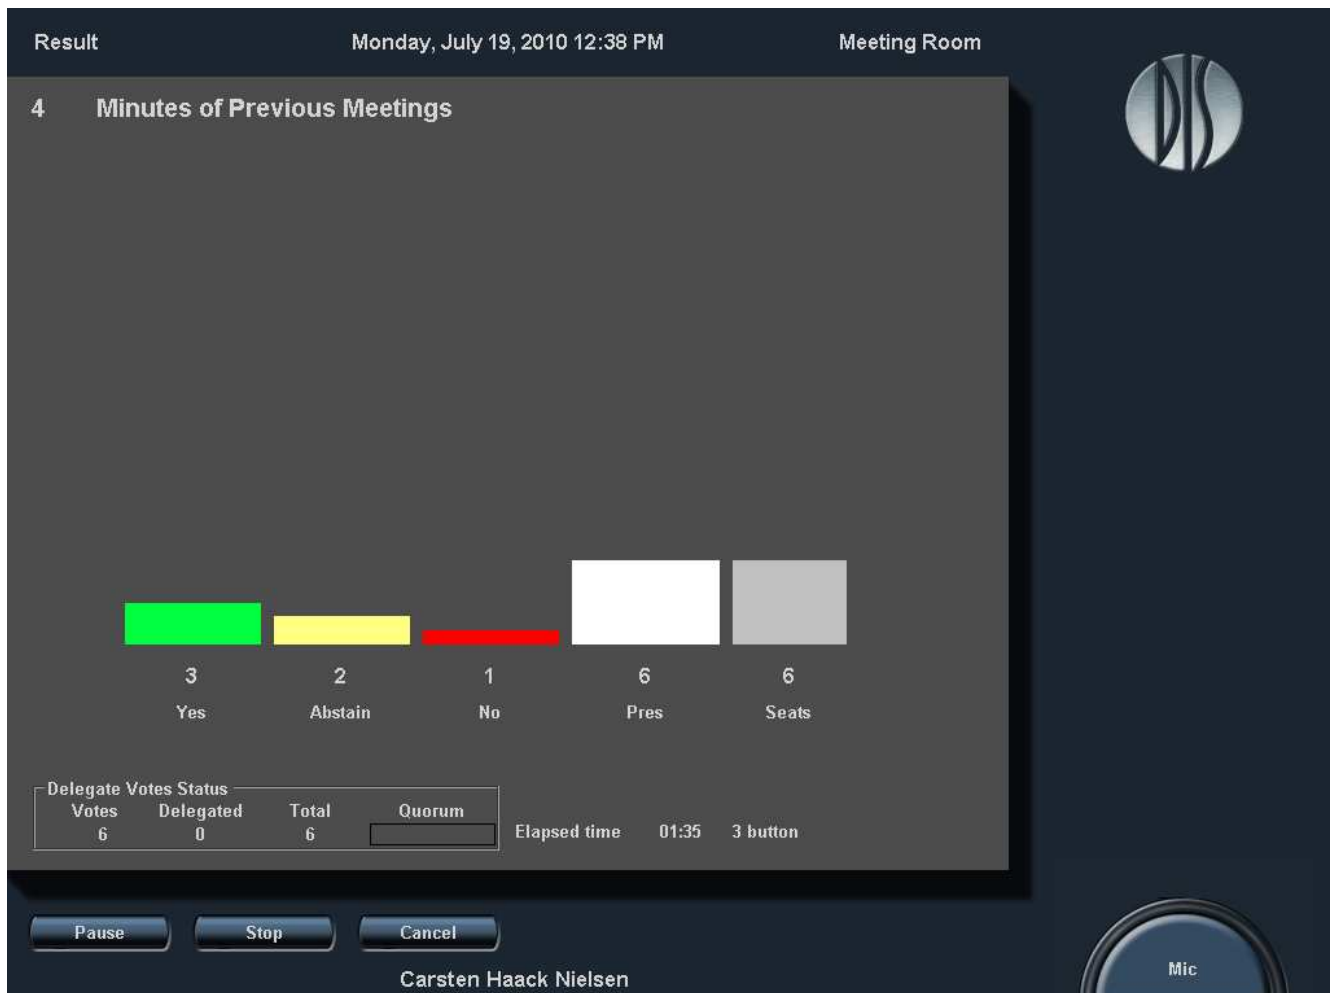 Result Monday, July 19, 2010 12:38 PM Meeting Room
DIS
4 Minutes of Previous Meetings
3 2 1 6 6
Yes Abstain No Pres Seats
Delegate Votes Status
Votes Delegated Total Quorum
6 0 6
Elapsed time 01:35 3 button
Pause Stop Cancel
Mic
Carsten Haack Nielsen